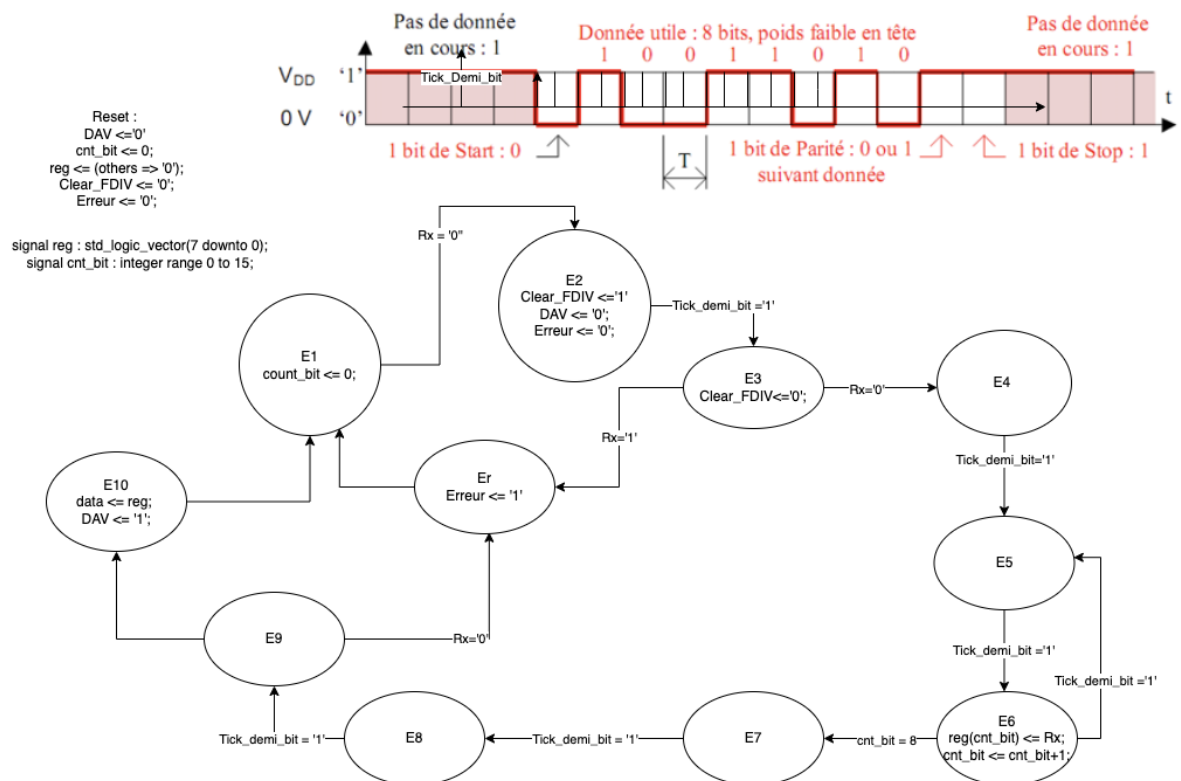 Pas de donnée
en cours : 1
Donnée utile : 8 bits, poids faible en tête
1 0 0 1 1 0 1 0
Pas de donnée
en cours : 1
VDD '1'
Tick_Demi_bit
0 V '0'
t
1 bit de Start : 0
T
1 bit de Parité : 0 ou 1
suivant donnée
1 bit de Stop : 1
Reset :
DAV <='0'
cnt_bit <= 0;
reg <= (others => '0');
Clear_FDIV <= '0';
Erreur <= '0';
signal reg : std_logic_vector(7 downto 0);
signal cnt_bit : integer range 0 to 15;
Rx = '0"
E2
Clear_FDIV <='1'
DAV <= '0';
Erreur <= '0';
Tick_demi_bit ='1'
E1
count_bit <= 0;
E3
Clear_FDIV<='0';
Rx='0'
E4
Rx='1'
Tick_demi_bit='1'
E10
data <= reg;
DAV <= '1';
Er
Erreur <= '1'
E5
E9
Rx='0'
Tick_demi_bit ='1'
Tick_demi_bit ='1'
Tick_demi_bit = '1'
E8
Tick_demi_bit = '1'
E7
cnt_bit = 8
E6
reg(cnt_bit) <= Rx;
cnt_bit <= cnt_bit+1;